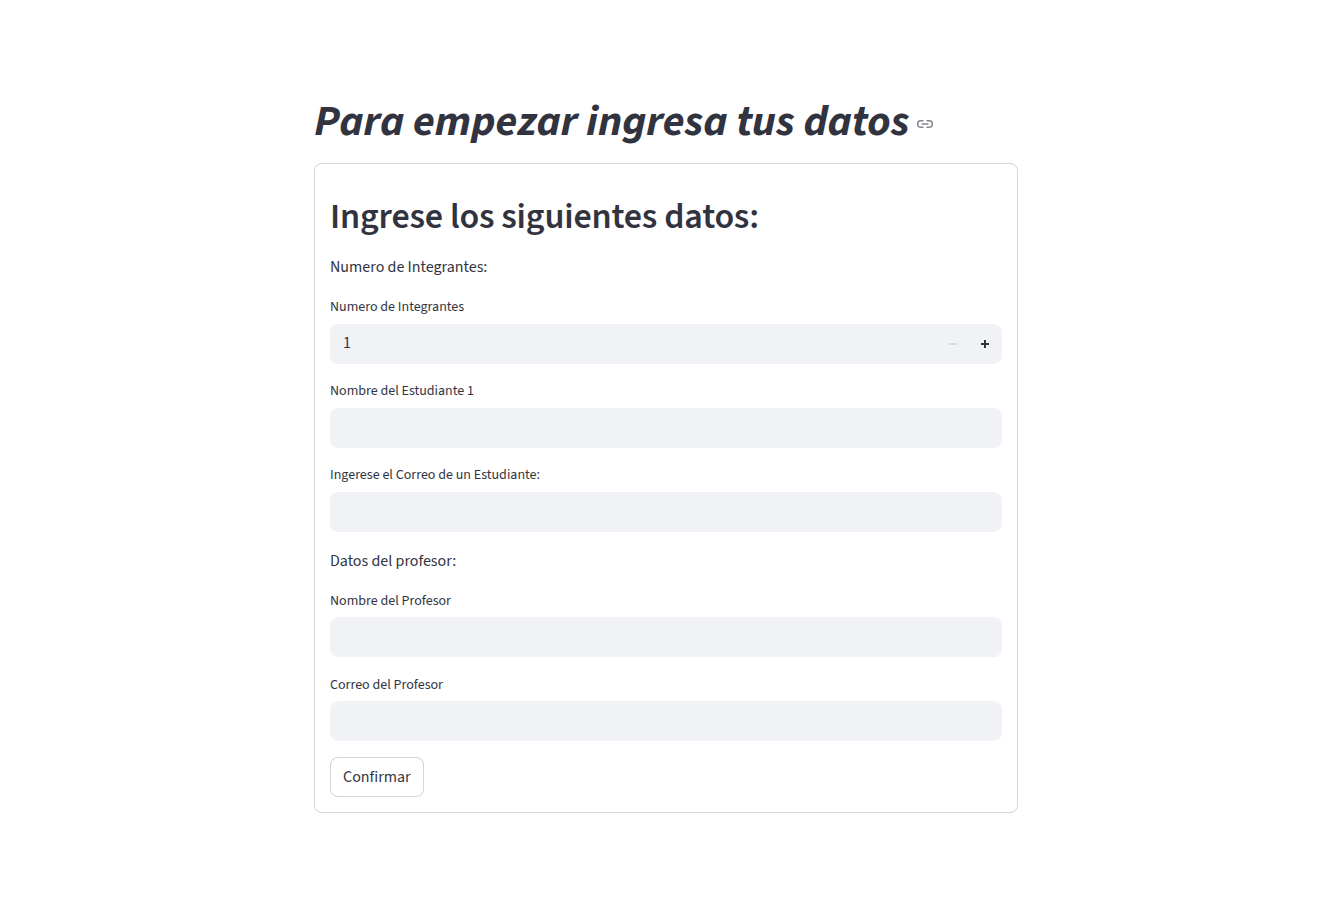 Para empezar ingresa tus datos
Ingrese los siguientes datos:
Numero de Integrantes:
Numero de Integrantes
1
Nombre del Estudiante 1
Ingerese el Correo de un Estudiante:
Datos del profesor:
Nombre del Profesor
Correo del Profesor
Confirmar